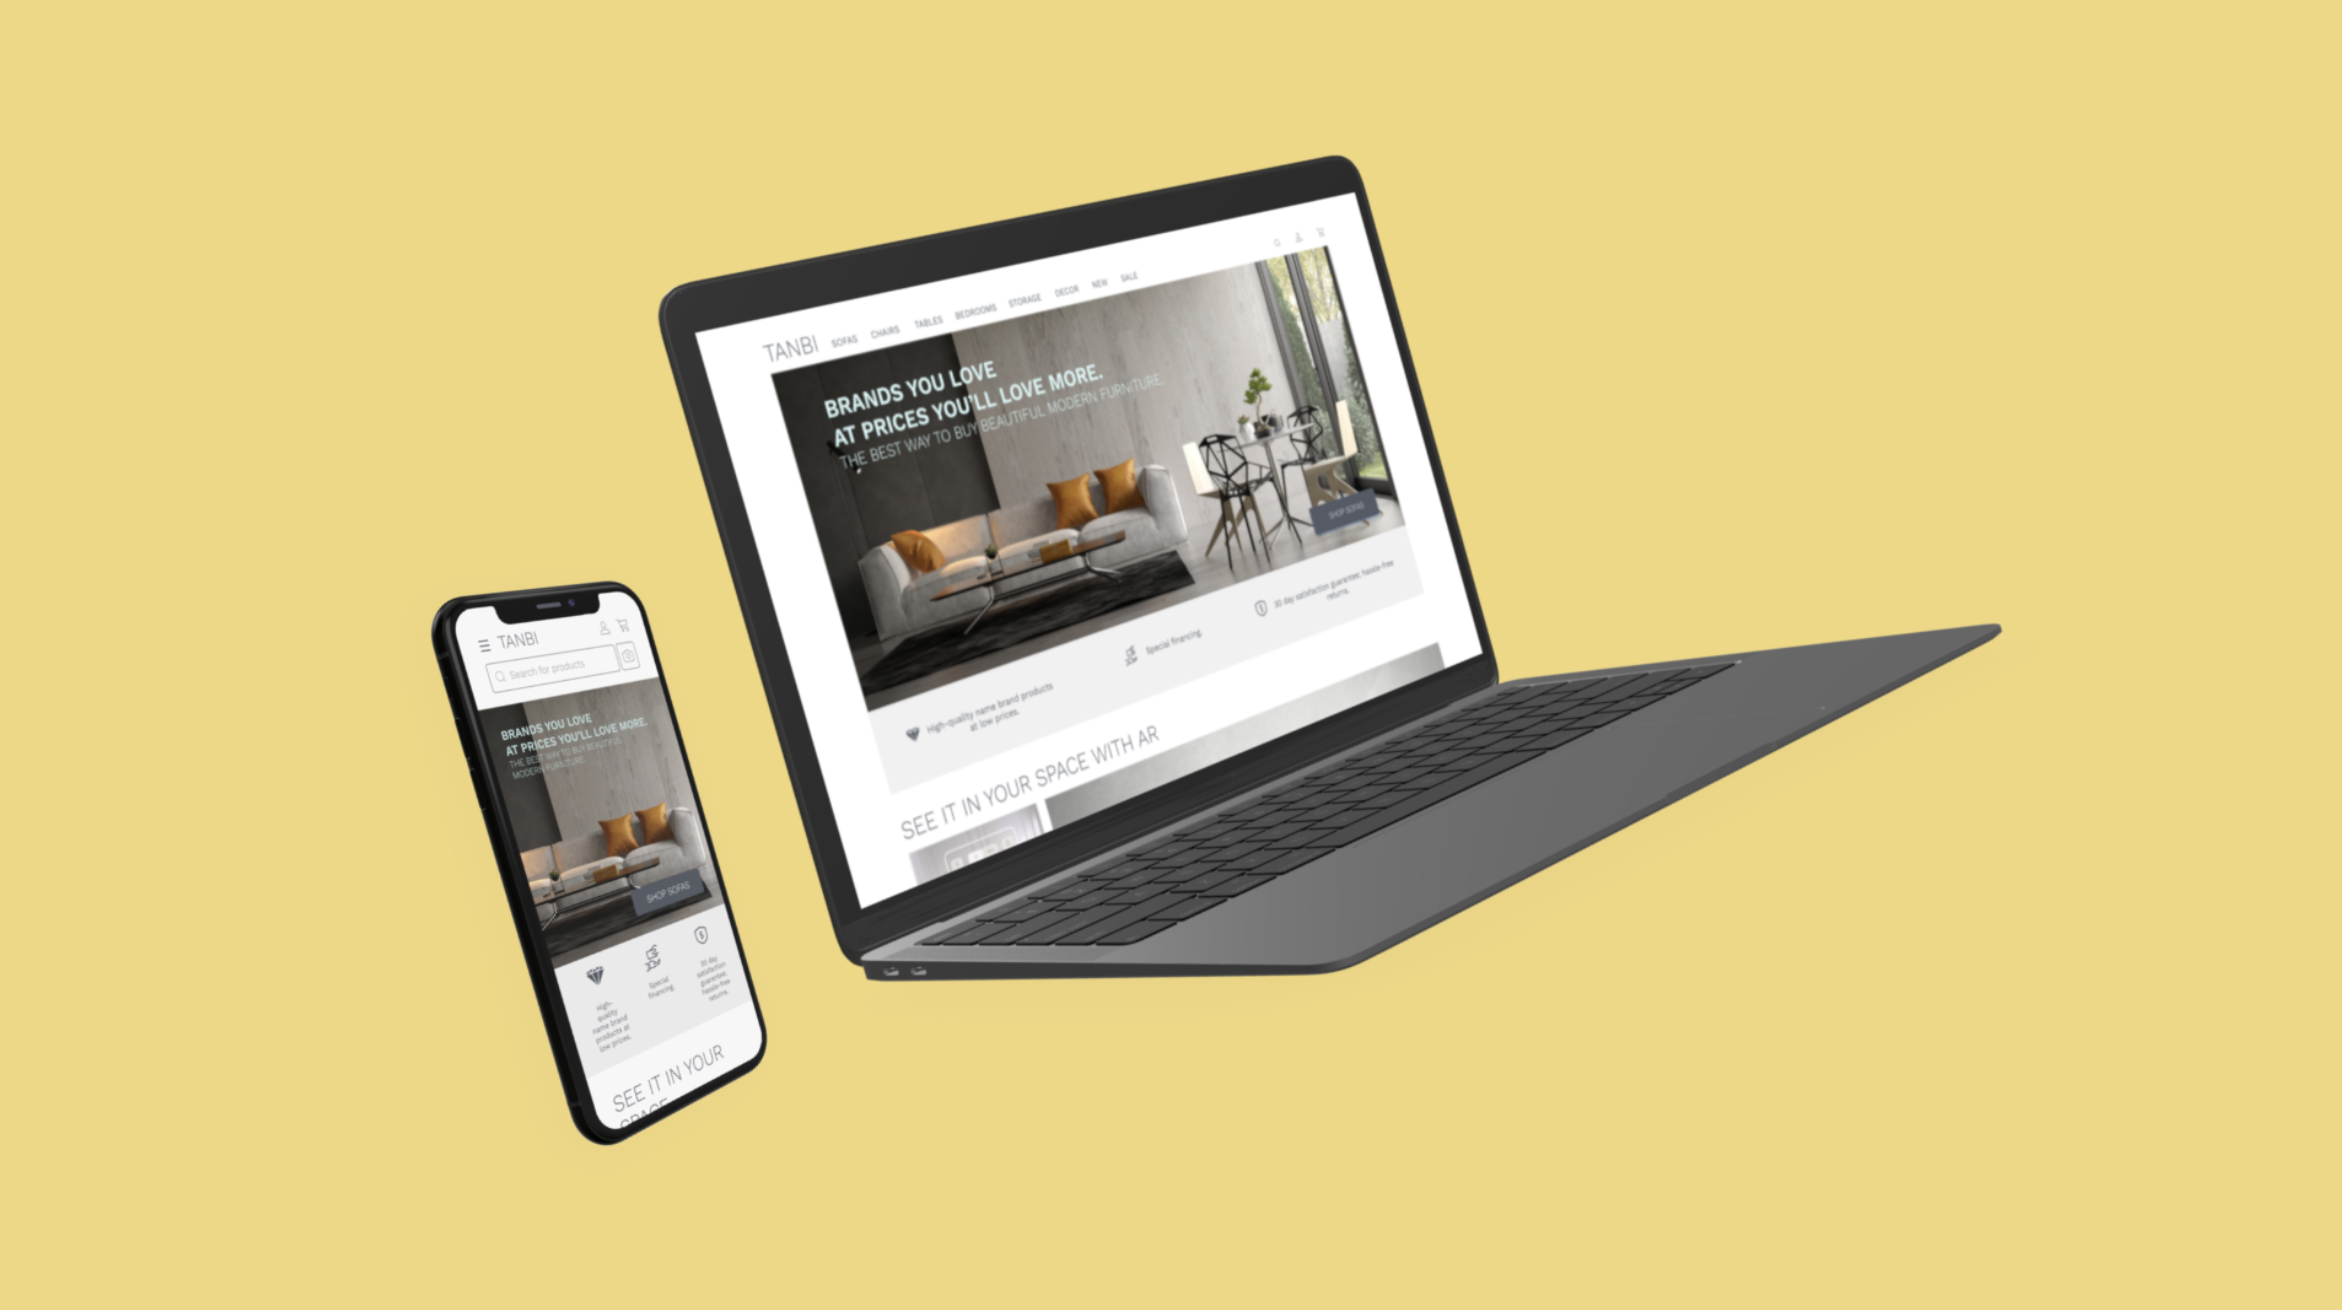 TANBI
SOFAS CHAIRS TABLES BEDROOMS STORAGE DECOR NEW SALE
BRANDS YOU LOVE
AT PRICES YOU'LL LOVE MORE.
THE BEST WAY TO BUY BEAUTIFUL MODERN FURNITURE.
SHOP SOFAS
High-quality name brand products
at low prices.
Special financing.
30 day satisfaction guarantee, hassle-free
returns.
SEE IT IN YOUR SPACE WITH AR
TANBI
Search for products
BRANDS YOU LOVE
AT PRICES YOU'LL LOVE MORE.
THE BEST WAY TO BUY BEAUTIFUL
MODERN FURNITURE.
SHOP SOFAS
High-
quality
name brand
products at
low prices.
Special
financing.
30 day
satisfaction
guarantee,
hassle-free
returns.
SEE IT IN YOUR
SPACE